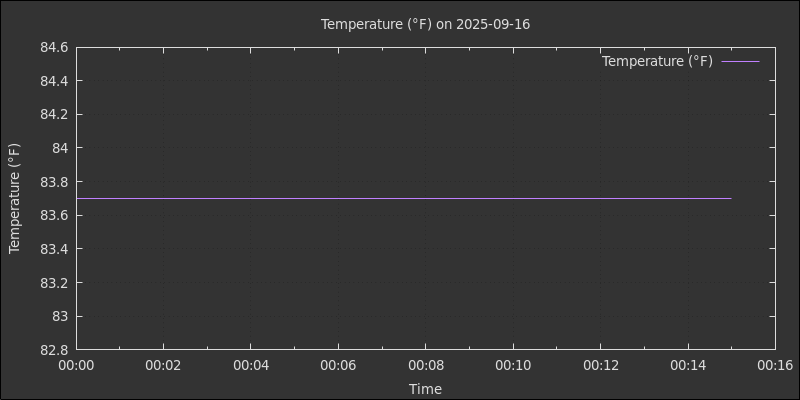 Temperature (°F) on 2025-09-16
84.6
Temperature (°F)
84.4
84.2
84
83.8
83.6
83.4
83.2
83
82.8
Temperature (°F)
00:00 00:02 00:04 00:06 00:08 00:10 00:12 00:14 00:16
Time